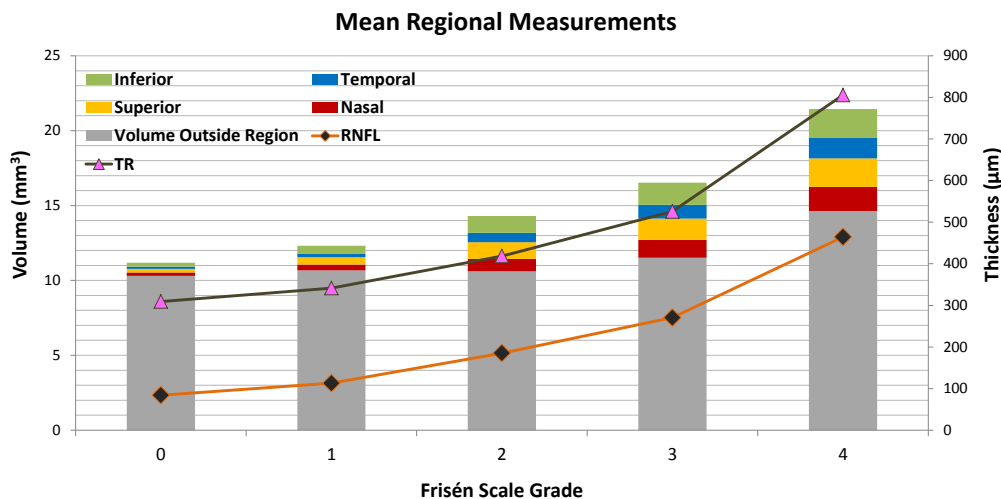 Mean Regional Measurements
25
20
15
10
5
0
Volume (mm³)
Inferior
Temporal
Superior
Nasal
Volume Outside Region
RNFL
TR
900
800
700
600
500
400
300
200
100
0
Thickness (µm)
0 1 2 3 4
Frisén Scale Grade